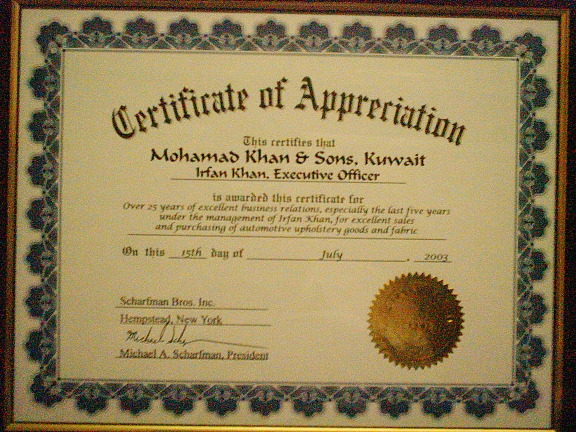 Certificate of Appreciation
This certifies that
Mohamad Khan & Sons, Kuwait
Irfan Khan, Executive Officer
is awarded this certificate for
Over 25 years of excellent business relations, especially the last five years
under the management of Irfan Khan, for excellent sales
and purchasing of automotive upholstery goods and fabric
On this 15th day of July, 2003
Scharfman Bros. Inc.
Hempstead, New York
Michael A. Scharfman, President